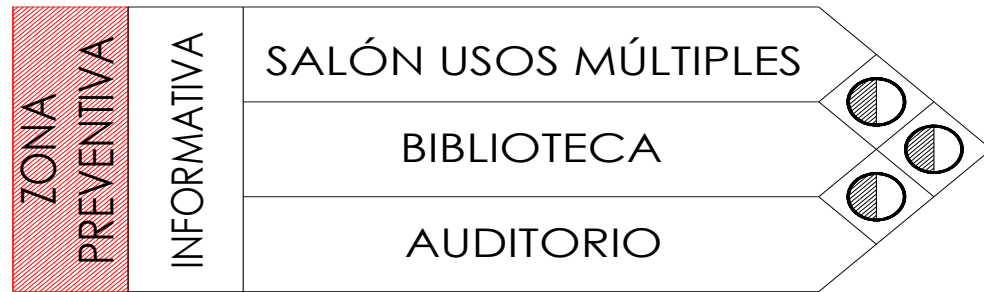 ZONA
PREVENTIVA
INFORMATIVA
SALÓN USOS MÚLTIPLES
BIBLIOTECA
AUDITORIO